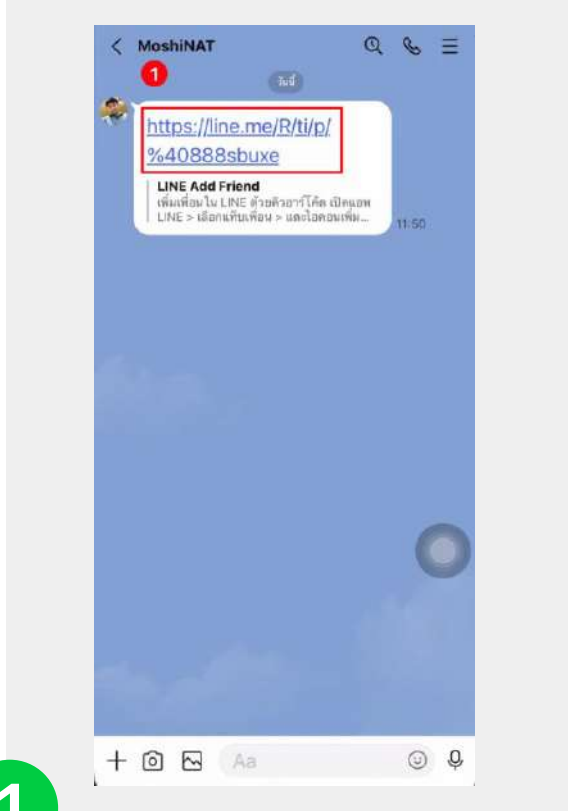 MoshiNAT
1
วันนี้
https://line.me/R/ti/p/
%40888sbuxe
LINE Add Friend
เพิ่มเพื่อนใน LINE ด้วยคิวอาร์โค้ด เปิดแอพ
LINE > เลือกแท็บเพื่อน > แตะไอคอนเพิ่ม...
11:50
Aa
1